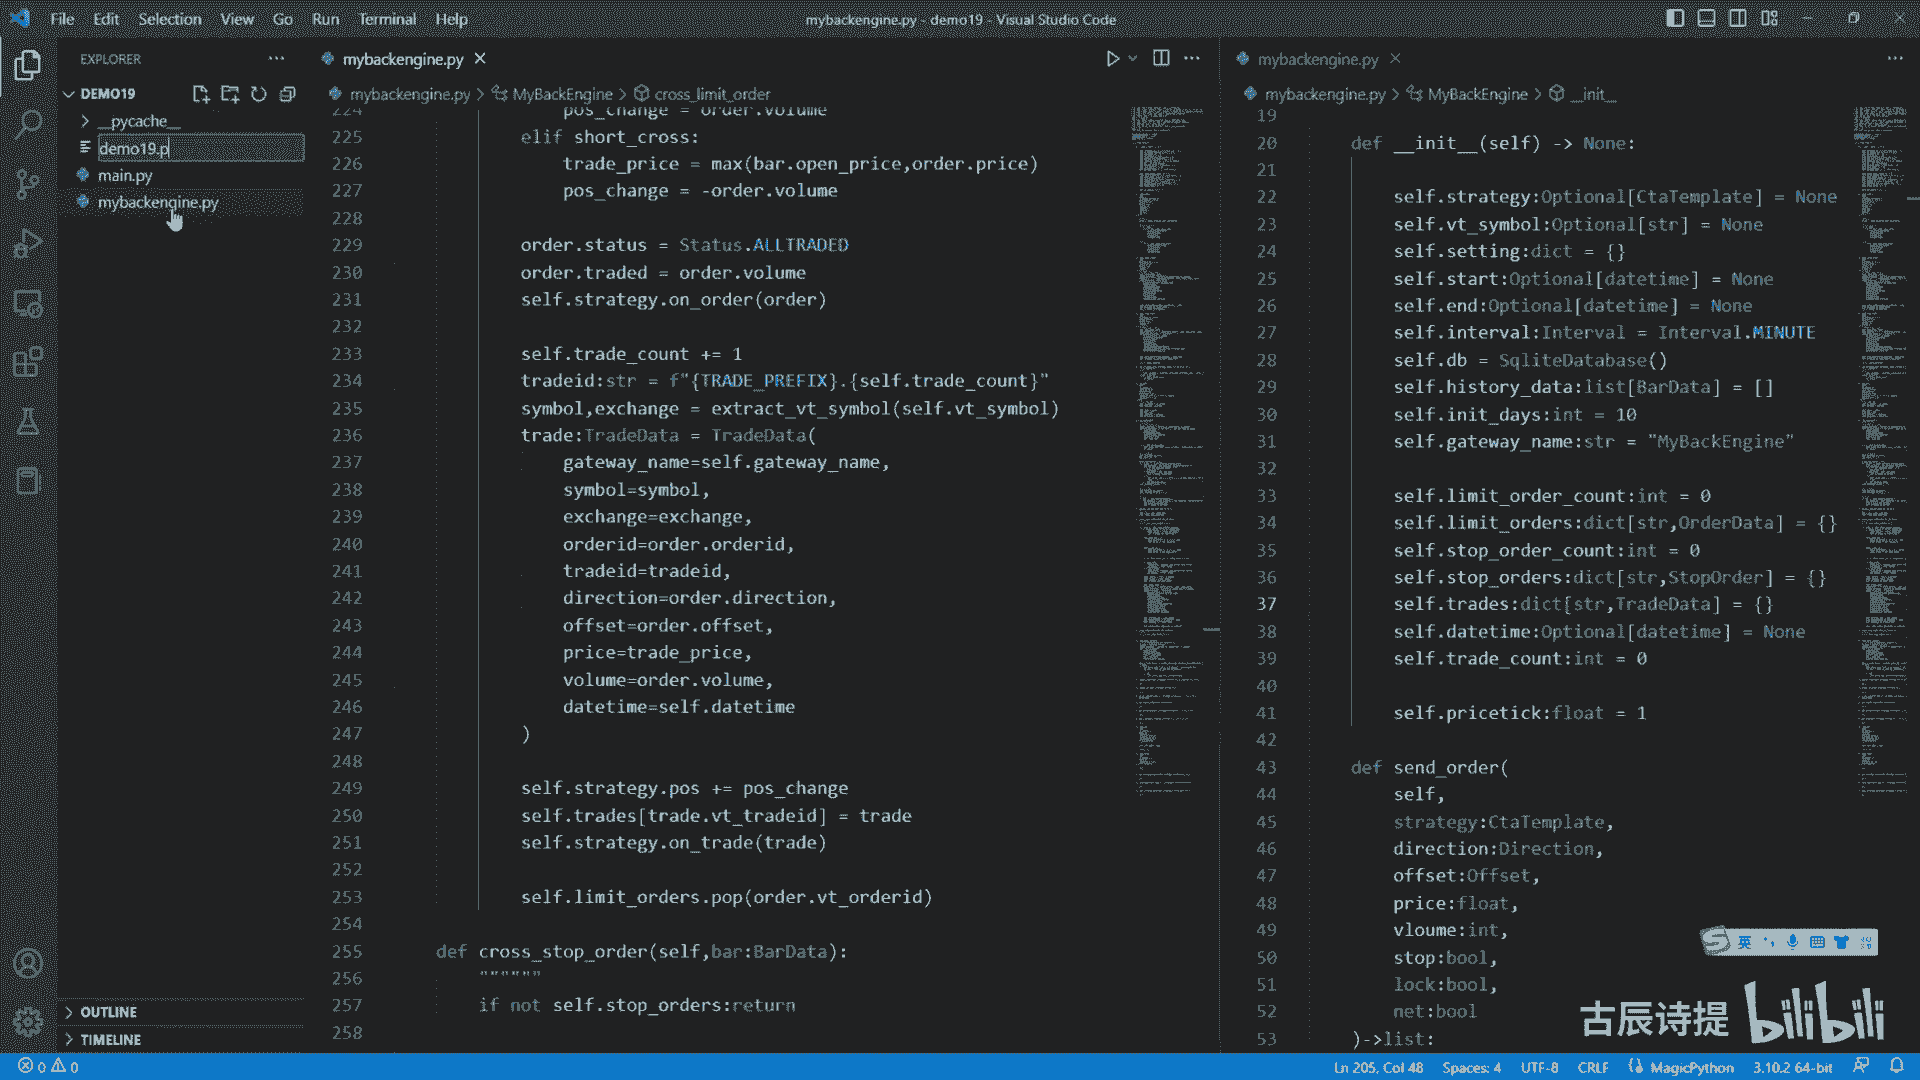 File Edit Selection View Go Run Terminal Help
mybackengine.py - demo19 - Visual Studio Code
EXPLORER
DEMO19
__pycache__
demo19.p
main.py
mybackengine.py
OUTLINE
TIMELINE
mybackengine.py
mybackengine.py > MyBackEngine > cross_limit_order
224 pos_change = order.volume
225 elif short_cross:
226 trade_price = max(bar.open_price,order.price)
227 pos_change = -order.volume
228
229 order.status = Status.ALLTRADED
230 order.traded = order.volume
231 self.strategy.on_order(order)
232
233 self.trade_count += 1
234 tradeid:str = f"{TRADE_PREFIX}.{self.trade_count}"
235 symbol,exchange = extract_vt_symbol(self.vt_symbol)
236 trade:TradeData = TradeData(
237 gateway_name=self.gateway_name,
238 symbol=symbol,
239 exchange=exchange,
240 orderid=order.orderid,
241 tradeid=tradeid,
242 direction=order.direction,
243 offset=order.offset,
244 price=trade_price,
245 volume=order.volume,
246 datetime=self.datetime
247 )
248
249 self.strategy.pos += pos_change
250 self.trades[trade.vt_tradeid] = trade
251 self.strategy.on_trade(trade)
252
253 self.limit_orders.pop(order.vt_orderid)
254
255 def cross_stop_order(self,bar:BarData):
256 """"""
257 if not self.stop_orders:return
258
mybackengine.py
mybackengine.py > MyBackEngine > __init__
19
20 def __init__(self) -> None:
21
22 self.strategy:Optional[CtaTemplate] = None
23 self.vt_symbol:Optional[str] = None
24 self.setting:dict = {}
25 self.start:Optional[datetime] = None
26 self.end:Optional[datetime] = None
27 self.interval:Interval = Interval.MINUTE
28 self.db = SqliteDatabase()
29 self.history_data:list[BarData] = []
30 self.init_days:int = 10
31 self.gateway_name:str = "MyBackEngine"
32
33 self.limit_order_count:int = 0
34 self.limit_orders:dict[str,OrderData] = {}
35 self.stop_order_count:int = 0
36 self.stop_orders:dict[str,StopOrder] = {}
37 self.trades:dict[str,TradeData] = {}
38 self.datetime:Optional[datetime] = None
39 self.trade_count:int = 0
40
41 self.pricetick:float = 1
42
43 def send_order(
44 self,
45 strategy:CtaTemplate,
46 direction:Direction,
47 offset:Offset,
48 price:float,
49 vloume:int,
50 stop:bool,
51 lock:bool,
52 net:bool
53 )->list:
英
古辰诗提 bilibili
0 0
Ln 205, Col 48 Spaces: 4 UTF-8 CRLF MagicPython 3.10.2 64-bit